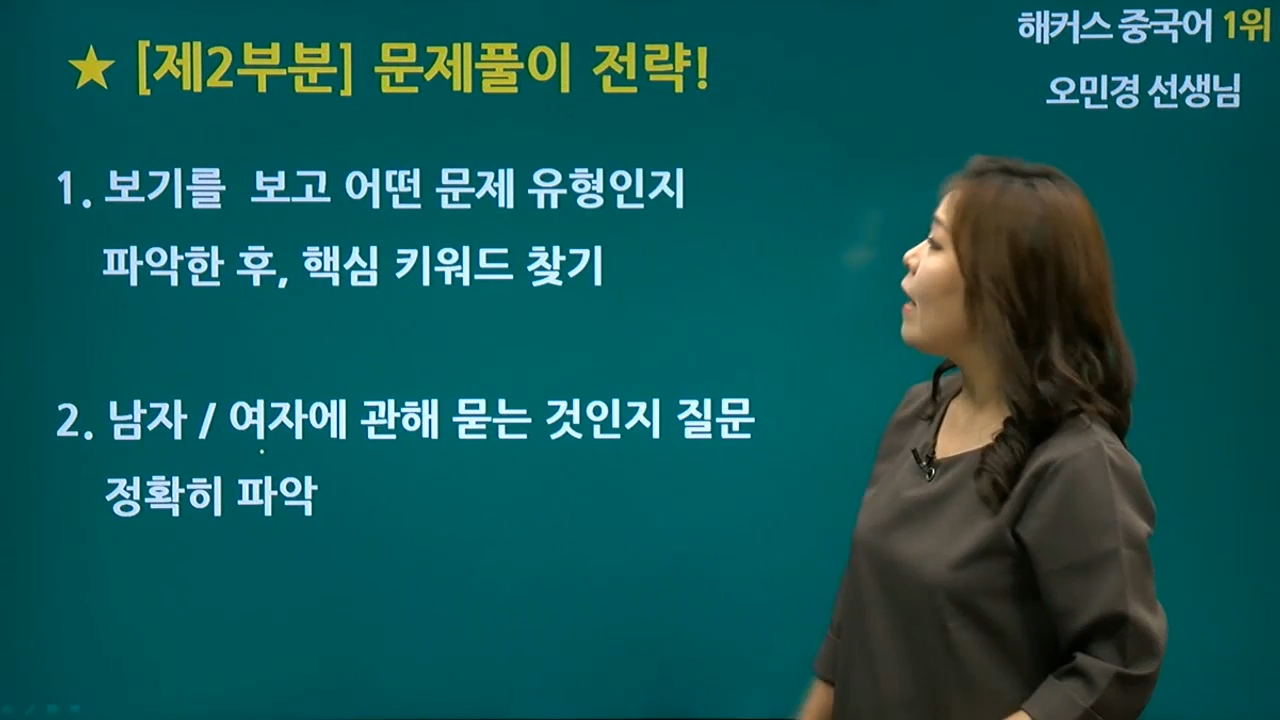 해커스 중국어 1위
오민경 선생님
★ [제2부분] 문제풀이 전략!
1. 보기를 보고 어떤 문제 유형인지
파악한 후, 핵심 키워드 찾기
2. 남자 / 여자에 관해 묻는 것인지 질문
정확히 파악